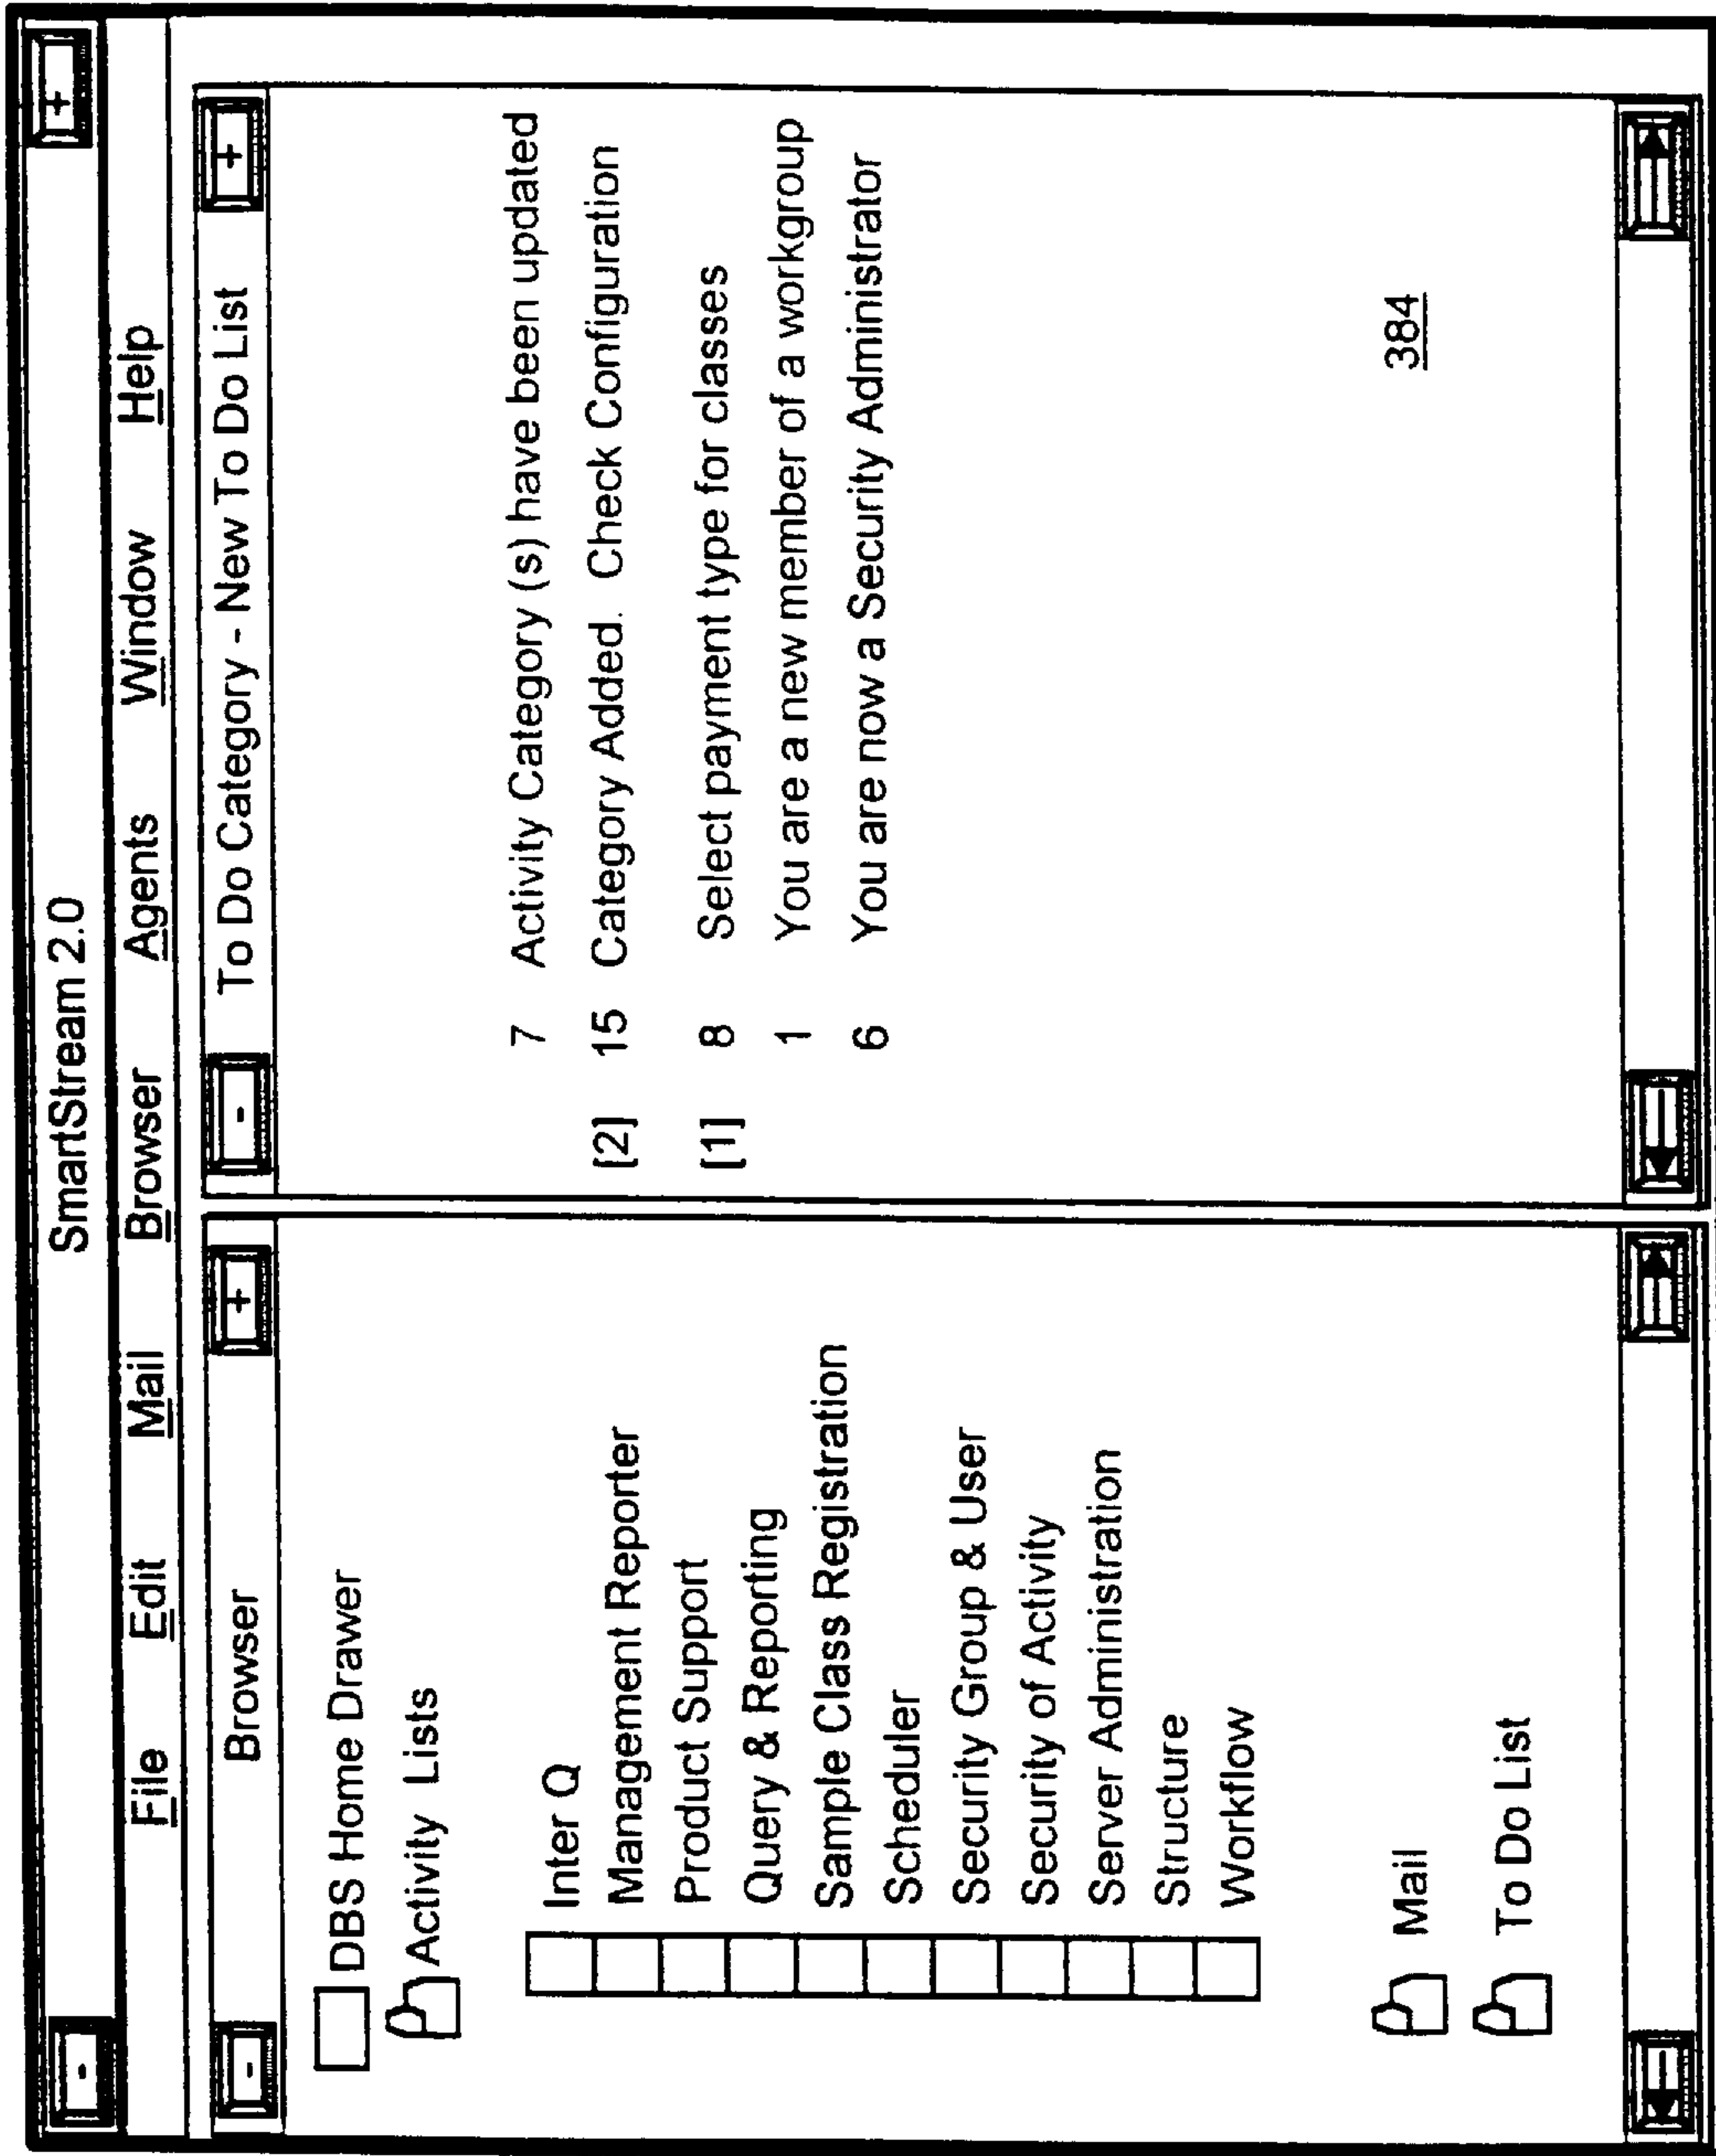 SmartStream 2.0
- +
File Edit Mail Browser Agents Window Help
- Browser +
DBS Home Drawer
Activity Lists
Inter Q
Management Reporter
Product Support
Query & Reporting
Sample Class Registration
Scheduler
Security Group & User
Security of Activity
Server Administration
Structure
Workflow
Mail
To Do List
- To Do Category - New To Do List +
7 Activity Category (s) have been updated
[2] 15 Category Added. Check Configuration
[1] 8 Select payment type for classes
1 You are a new member of a workgroup
6 You are now a Security Administrator
384